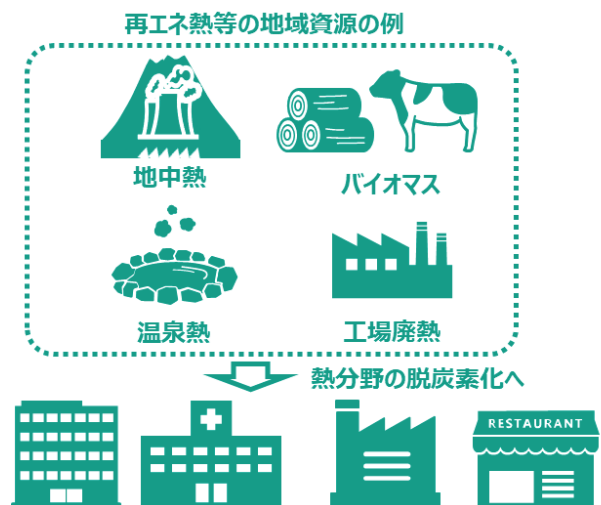 再エネ熱等の地域資源の例
地中熱
バイオマス
温泉熱
工場廃熱
熱分野の脱炭素化へ
RESTAURANT